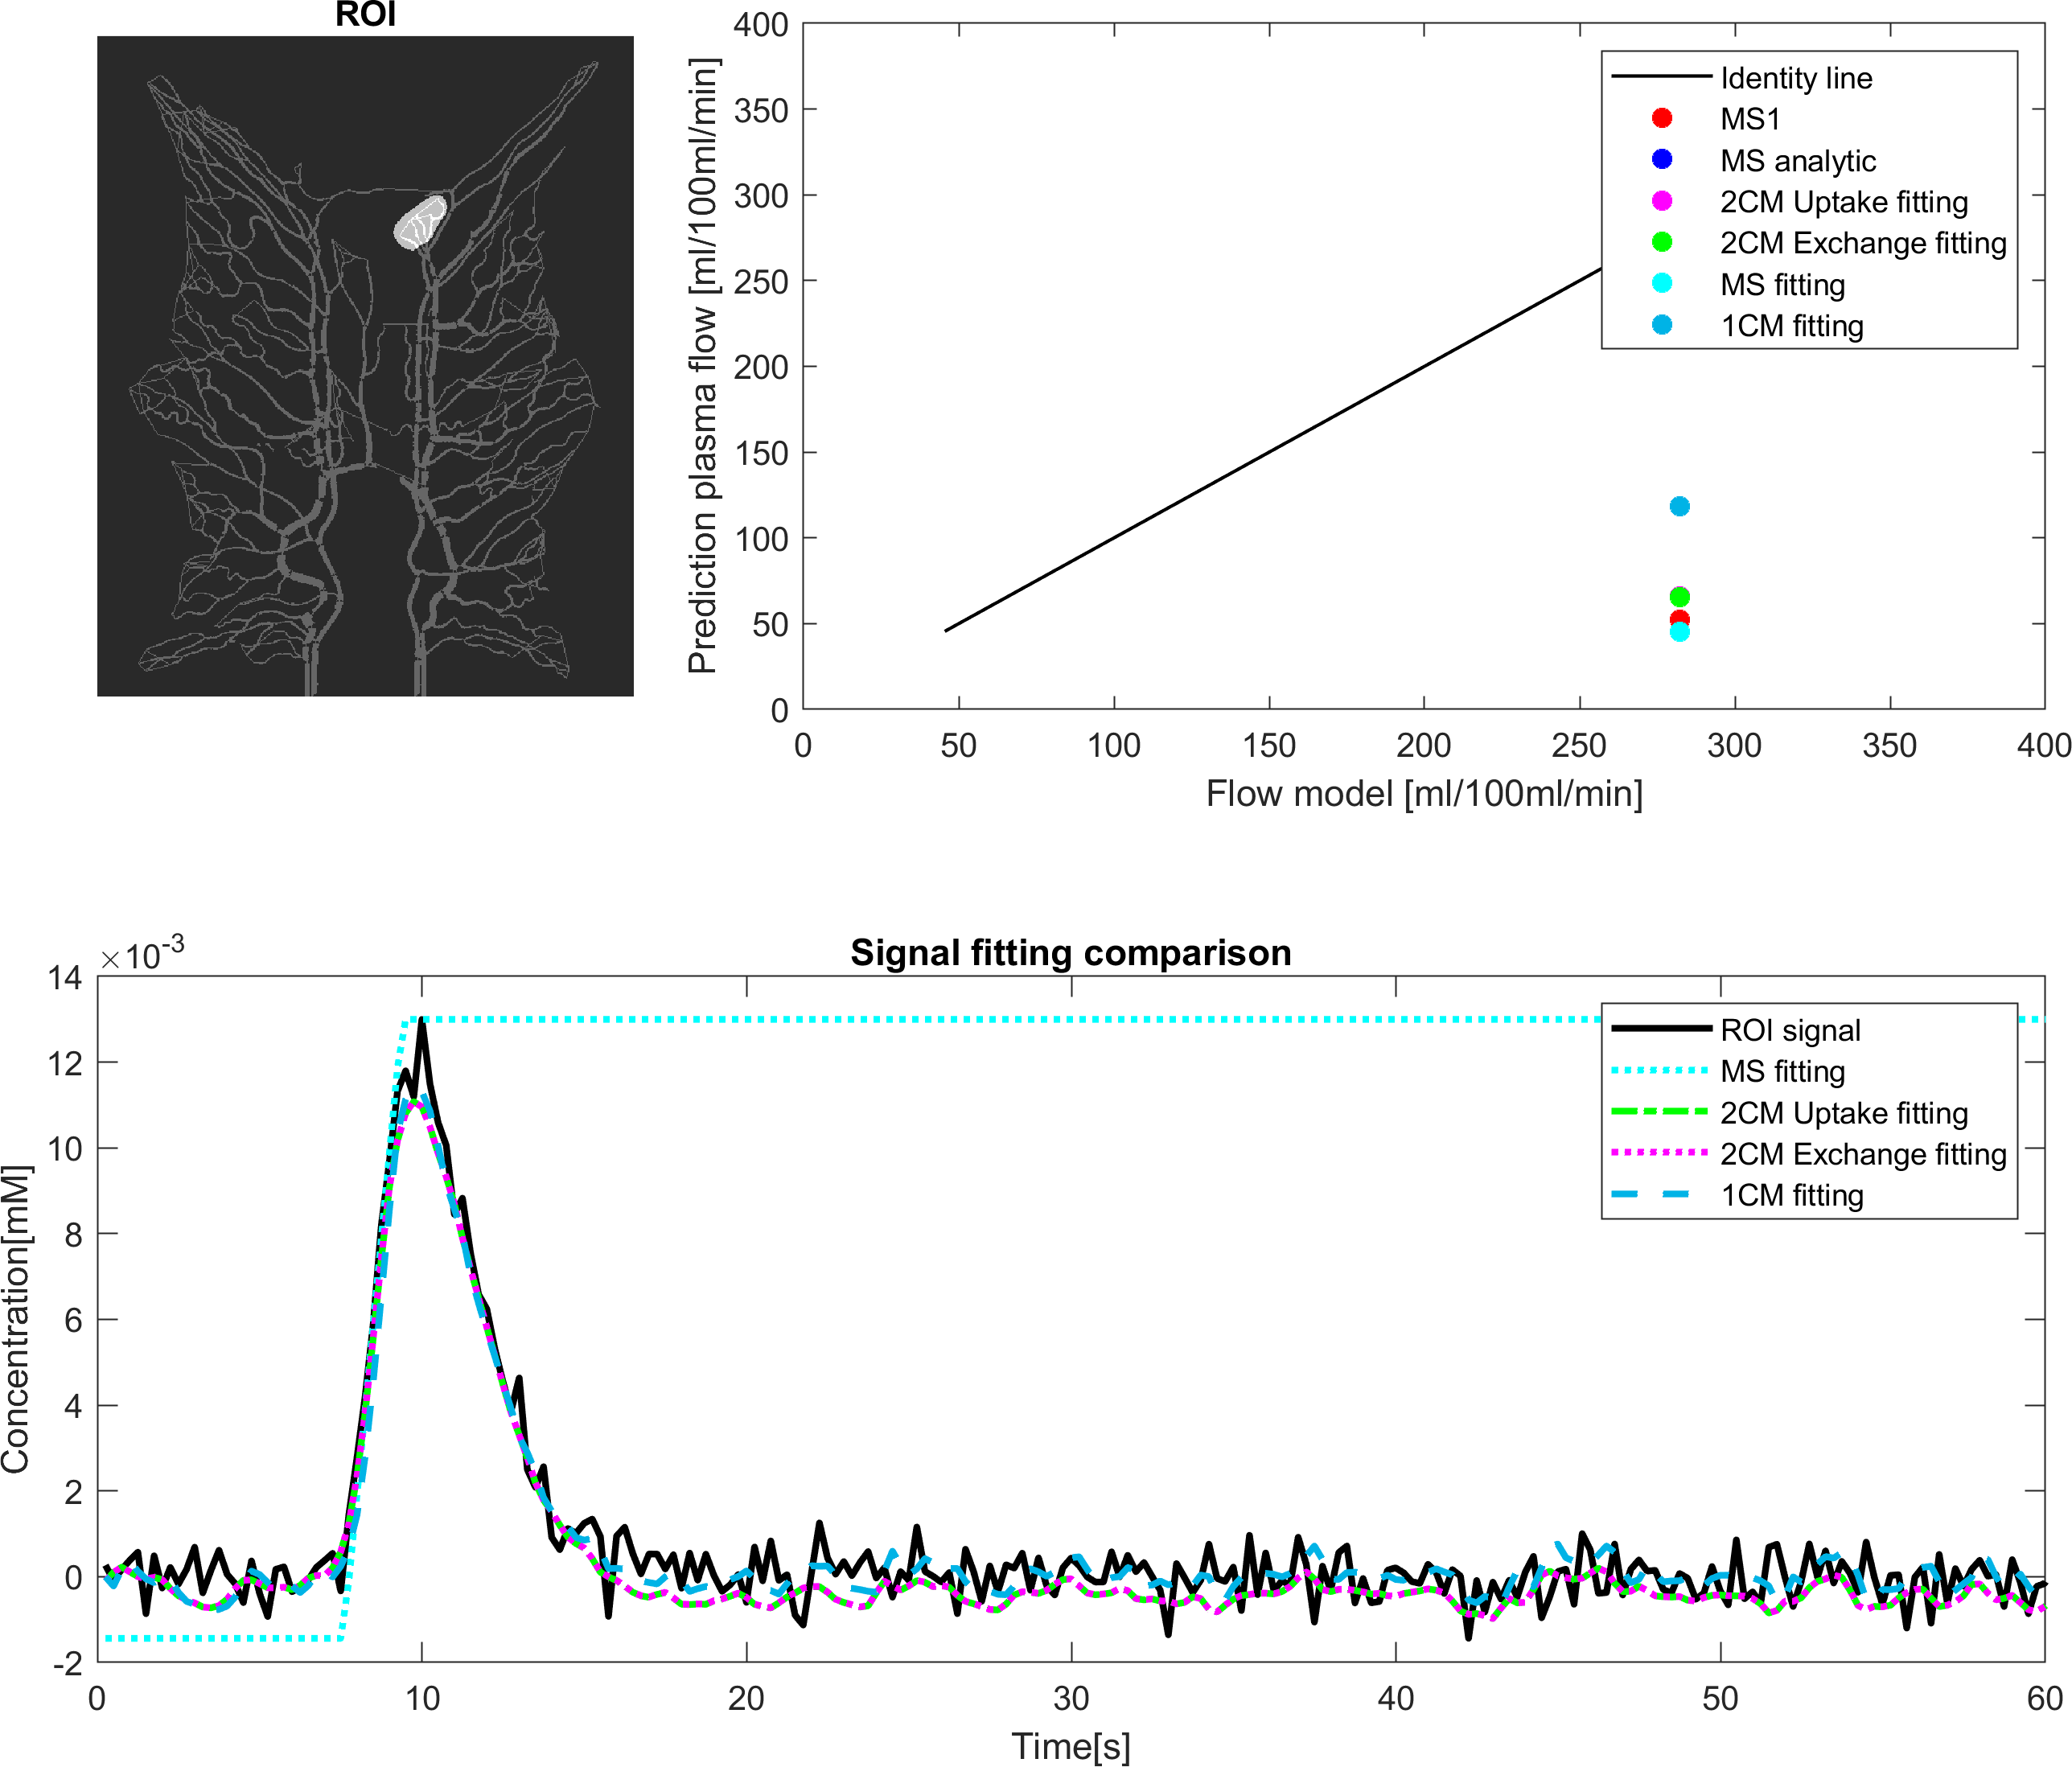 ROI
400
350
300
250
200
150
100
50
0
Prediction plasma flow [ml/100ml/min]
Identity line
MS1
MS analytic
2CM Uptake fitting
2CM Exchange fitting
MS fitting
1CM fitting
0 50 100 150 200 250 300 350 400
Flow model [ml/100ml/min]
Signal fitting comparison
×10-3
14
12
10
8
6
4
2
0
-2
Concentration[mM]
ROI signal
MS fitting
2CM Uptake fitting
2CM Exchange fitting
1CM fitting
0 10 20 30 40 50 60
Time[s]